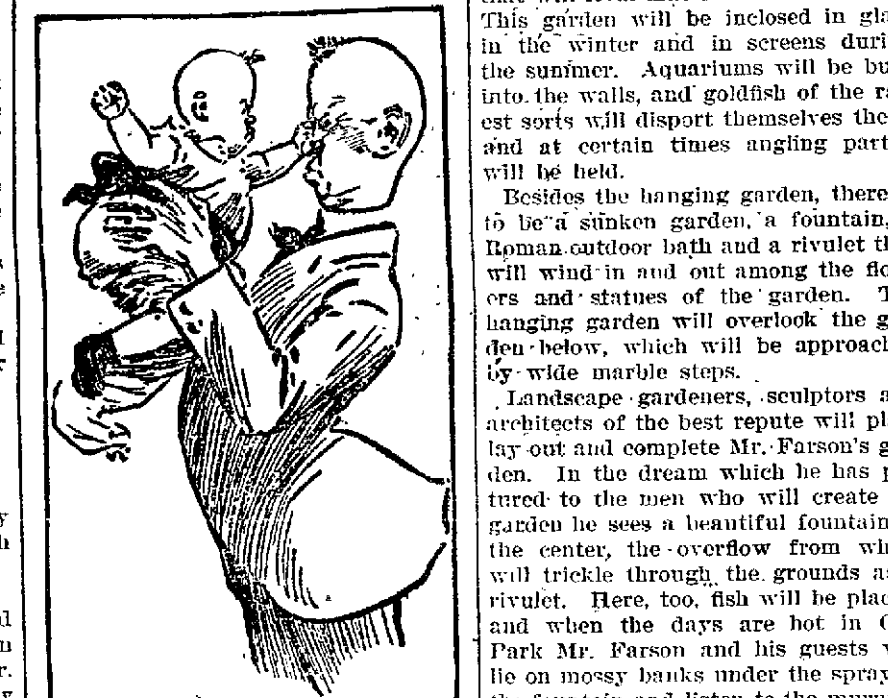 This garden will be inclosed in gla
in the winter and in screens duri
the summer. Aquariums will be bu
into the walls, and goldfish of the ra
est sorts will disport themselves the
and at certain times angling part
will be held.
Besides the hanging garden, there
to be a sunken garden, a fountain,
Roman outdoor bath and a rivulet th
will wind in and out among the flo
ers and statues of the garden. T
hanging garden will overlook the g
den below, which will be approach
by wide marble steps.
Landscape gardeners, sculptors a
architects of the best repute will pl
lay out and complete Mr. Farson's g
den. In the dream which he has p
tured to the men who will create
garden he sees a beautiful fountain
the center, the overflow from wh
will trickle through the grounds as
rivulet. Here, too, fish will be plac
and when the days are hot in O
Park Mr. Farson and his guests w
lie on mossy banks under the spray
the fountain and listen to the murm